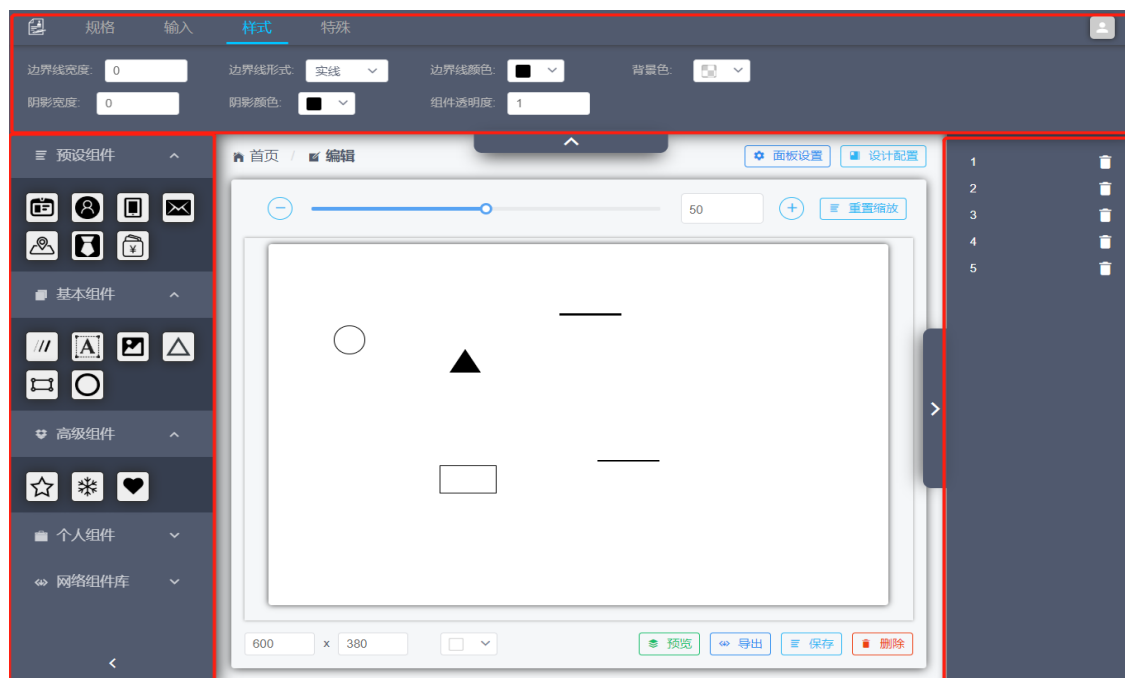 规格 输入 样式 特殊
边界线宽度: 0 边界线形式: 实线 边界线颜色: 背景色:
阴影宽度: 0 阴影颜色: 组件透明度: 1
预设组件
基本组件
A
高级组件
个人组件
网络组件库
首页 / 编辑 面板设置 设计配置
50 重置缩放
600 x 380 预览 导出 保存 删除
1
2
3
4
5